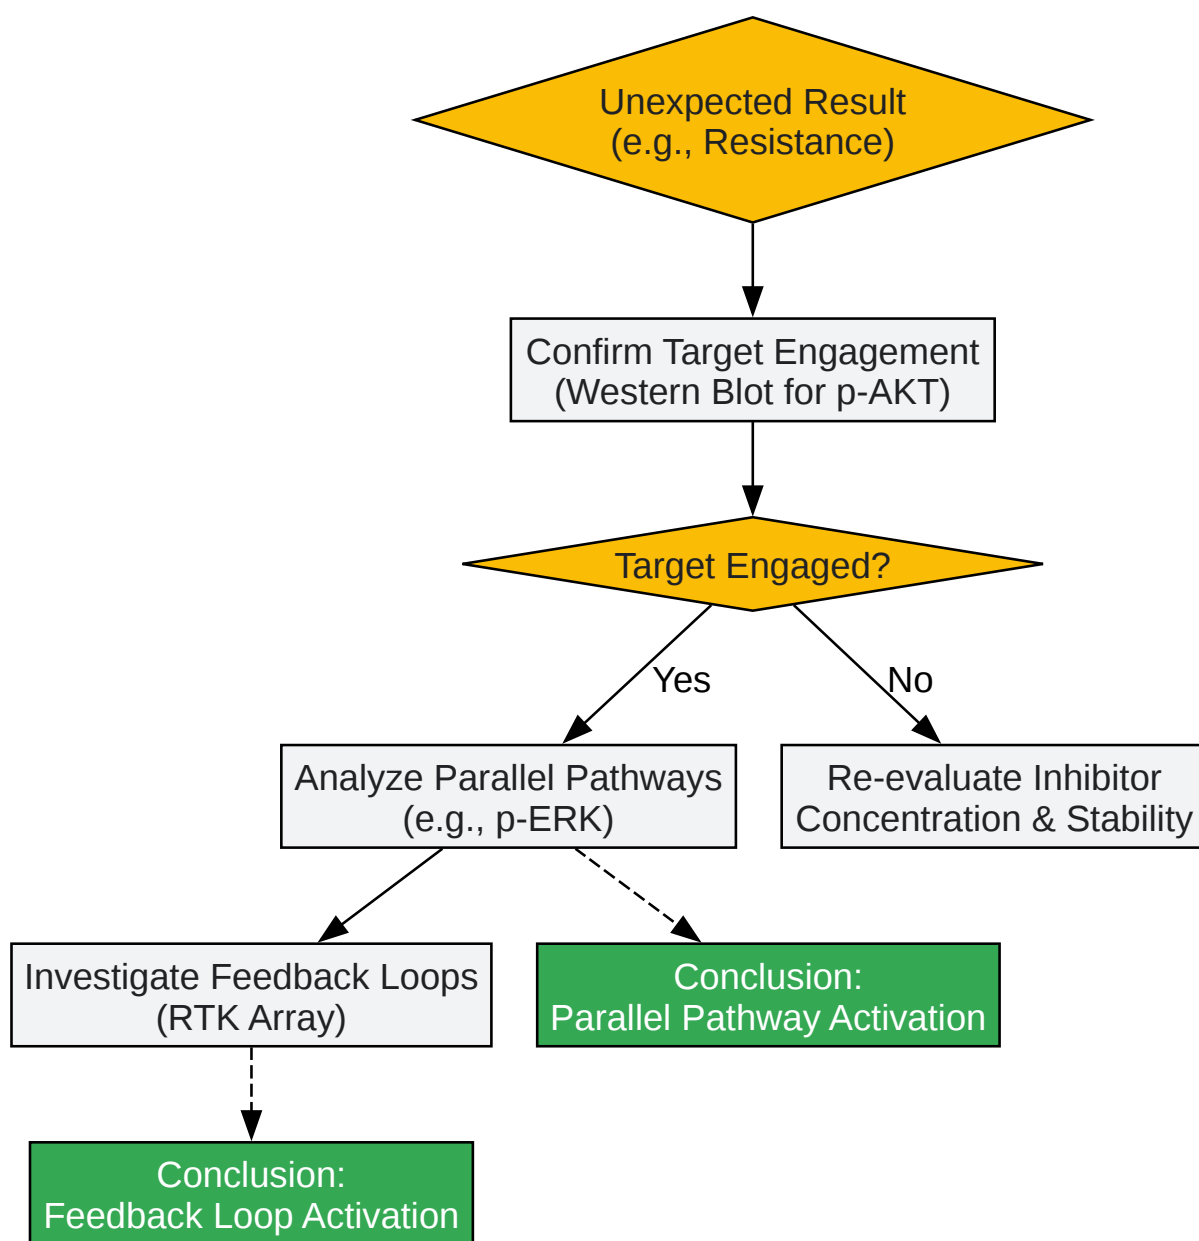 Unexpected Result
(e.g., Resistance)
Confirm Target Engagement
(Western Blot for p-AKT)
Target Engaged?
Yes
No
Analyze Parallel Pathways
(e.g., p-ERK)
Re-evaluate Inhibitor
Concentration & Stability
Investigate Feedback Loops
(RTK Array)
Conclusion:
Parallel Pathway Activation
Conclusion:
Feedback Loop Activation